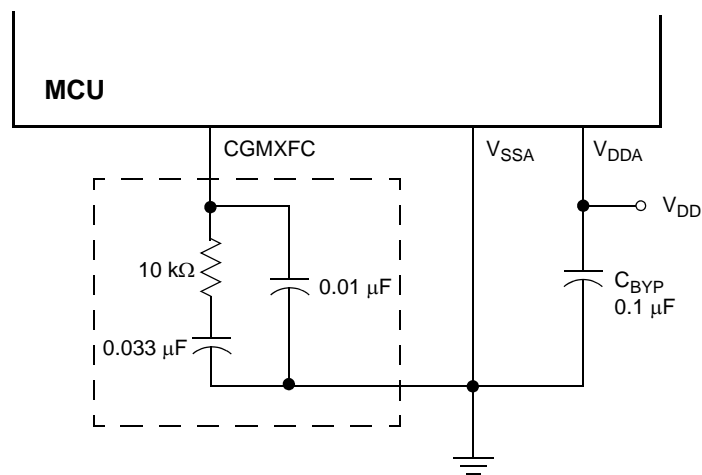 MCU
CGMXFC
VSSA
VDDA
VDD
10 kΩ
0.01 μF
CBYP
0.1 μF
0.033 μF